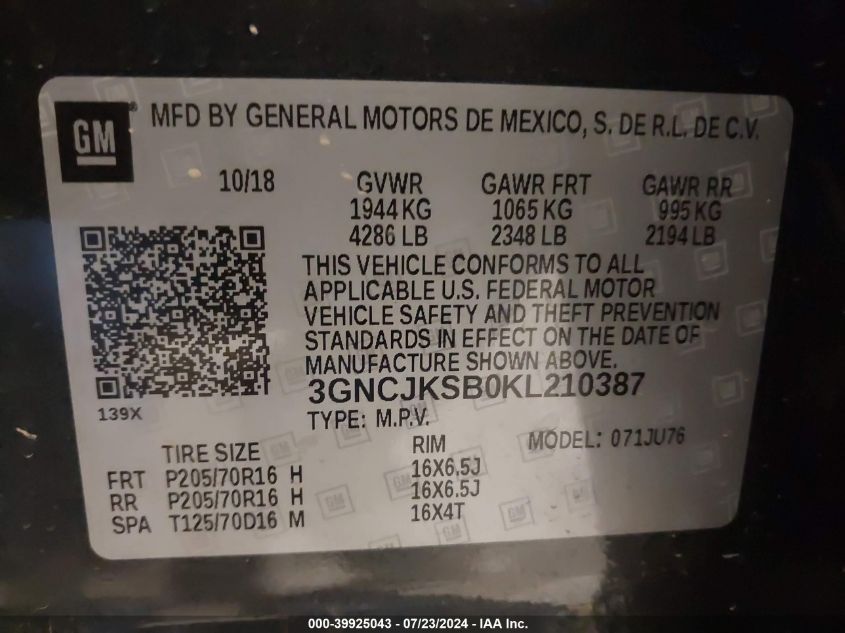 GM ® MFD BY GENERAL MOTORS DE MEXICO, S. DE R.L. DE C.V.
10/18 GVWR GAWR FRT GAWR RR
1944 KG 1065 KG 995 KG
4286 LB 2348 LB 2194 LB
THIS VEHICLE CONFORMS TO ALL
APPLICABLE U.S. FEDERAL MOTOR
VEHICLE SAFETY AND THEFT PREVENTION
STANDARDS IN EFFECT ON THE DATE OF
MANUFACTURE SHOWN ABOVE.
3GNCJKSB0KL210387
139X TYPE: M.P.V.
TIRE SIZE RIM MODEL: 071JU76
FRT P205/70R16 H 16X6.5J
RR P205/70R16 H 16X6.5J
SPA T125/70D16 M 16X4T
000-39925043 - 07/23/2024 - IAA Inc.